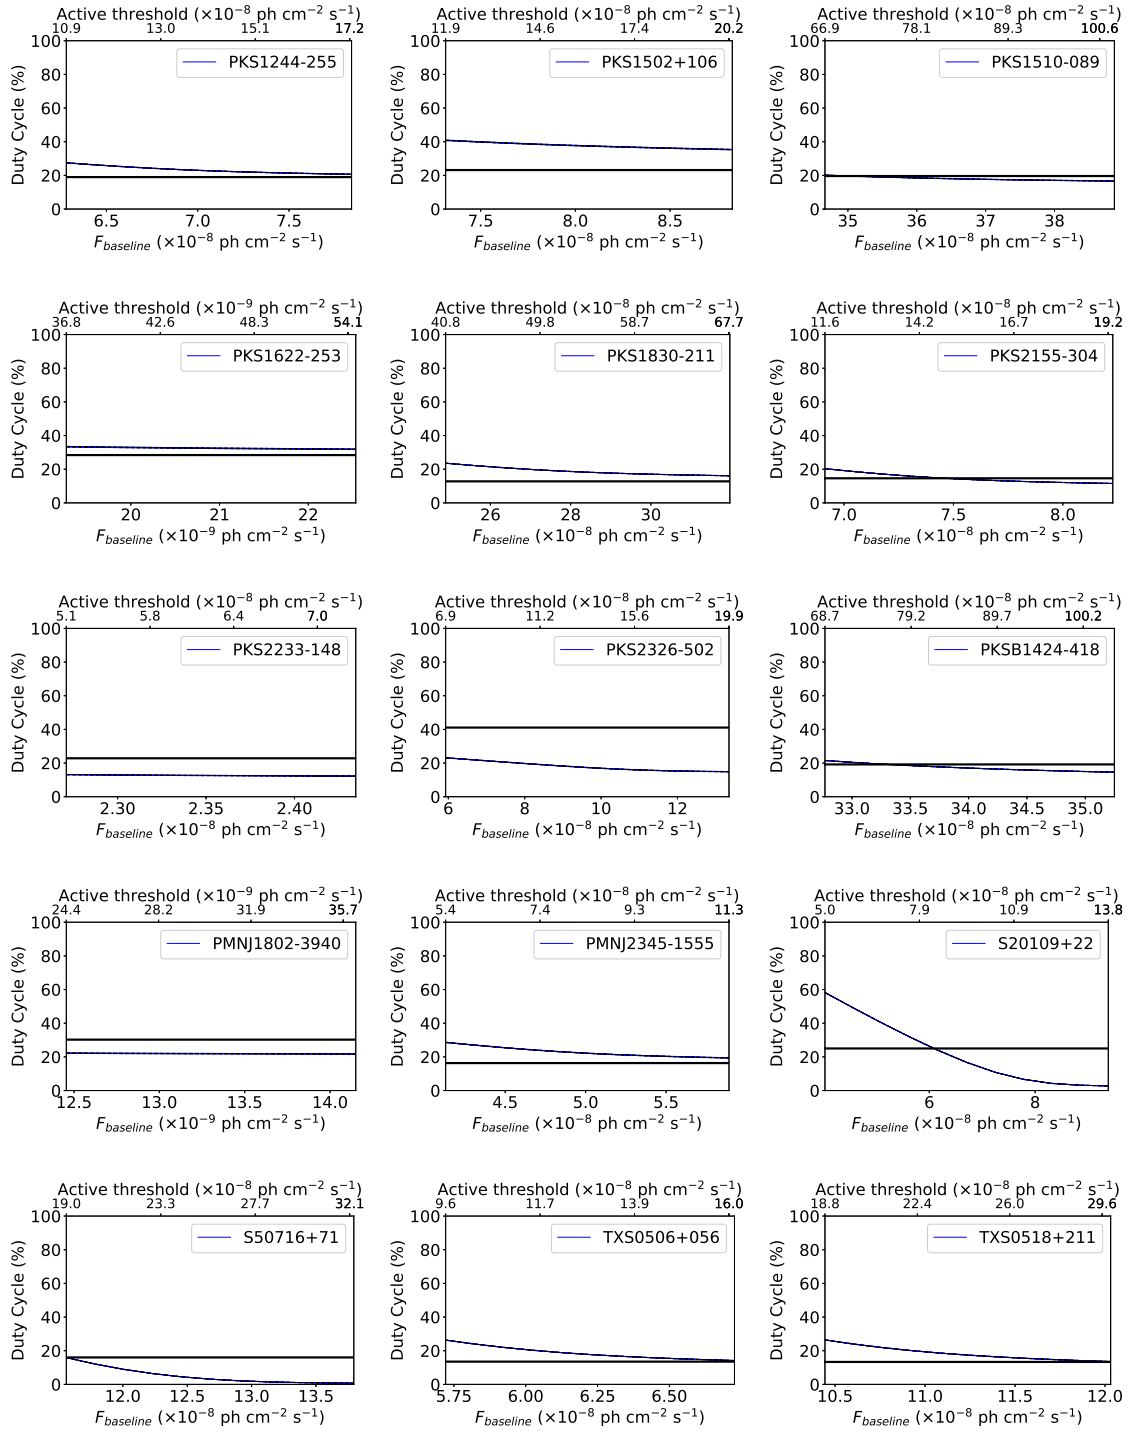 Active threshold (×10⁻⁸ ph cm⁻² s⁻¹)
10.9 13.0 15.1 17.2
100
80
60
40
20
0
Duty Cycle (%)
PKS1244-255
6.5 7.0 7.5
F_baseline (×10⁻⁸ ph cm⁻² s⁻¹)
Active threshold (×10⁻⁸ ph cm⁻² s⁻¹)
11.9 14.6 17.4 20.2
100
80
60
40
20
0
Duty Cycle (%)
PKS1502+106
7.5 8.0 8.5
F_baseline (×10⁻⁸ ph cm⁻² s⁻¹)
Active threshold (×10⁻⁸ ph cm⁻² s⁻¹)
66.9 78.1 89.3 100.6
100
80
60
40
20
0
Duty Cycle (%)
PKS1510-089
35 36 37 38
F_baseline (×10⁻⁸ ph cm⁻² s⁻¹)
Active threshold (×10⁻⁹ ph cm⁻² s⁻¹)
36.8 42.6 48.3 54.1
100
80
60
40
20
0
Duty Cycle (%)
PKS1622-253
20 21 22
F_baseline (×10⁻⁹ ph cm⁻² s⁻¹)
Active threshold (×10⁻⁸ ph cm⁻² s⁻¹)
40.8 49.8 58.7 67.7
100
80
60
40
20
0
Duty Cycle (%)
PKS1830-211
26 28 30
F_baseline (×10⁻⁸ ph cm⁻² s⁻¹)
Active threshold (×10⁻⁸ ph cm⁻² s⁻¹)
11.6 14.2 16.7 19.2
100
80
60
40
20
0
Duty Cycle (%)
PKS2155-304
7.0 7.5 8.0
F_baseline (×10⁻⁸ ph cm⁻² s⁻¹)
Active threshold (×10⁻⁸ ph cm⁻² s⁻¹)
5.1 5.8 6.4 7.0
100
80
60
40
20
0
Duty Cycle (%)
PKS2233-148
2.30 2.35 2.40
F_baseline (×10⁻⁸ ph cm⁻² s⁻¹)
Active threshold (×10⁻⁸ ph cm⁻² s⁻¹)
6.9 11.2 15.6 19.9
100
80
60
40
20
0
Duty Cycle (%)
PKS2326-502
6 8 10 12
F_baseline (×10⁻⁸ ph cm⁻² s⁻¹)
Active threshold (×10⁻⁸ ph cm⁻² s⁻¹)
68.7 79.2 89.7 100.2
100
80
60
40
20
0
Duty Cycle (%)
PKSB1424-418
33.0 33.5 34.0 34.5 35.0
F_baseline (×10⁻⁸ ph cm⁻² s⁻¹)
Active threshold (×10⁻⁹ ph cm⁻² s⁻¹)
24.4 28.2 31.9 35.7
100
80
60
40
20
0
Duty Cycle (%)
PMNJ1802-3940
12.5 13.0 13.5 14.0
F_baseline (×10⁻⁹ ph cm⁻² s⁻¹)
Active threshold (×10⁻⁸ ph cm⁻² s⁻¹)
5.4 7.4 9.3 11.3
100
80
60
40
20
0
Duty Cycle (%)
PMNJ2345-1555
4.5 5.0 5.5
F_baseline (×10⁻⁸ ph cm⁻² s⁻¹)
Active threshold (×10⁻⁸ ph cm⁻² s⁻¹)
5.0 7.9 10.9 13.8
100
80
60
40
20
0
Duty Cycle (%)
S20109+22
6 8
F_baseline (×10⁻⁸ ph cm⁻² s⁻¹)
Active threshold (×10⁻⁸ ph cm⁻² s⁻¹)
19.0 23.3 27.7 32.1
100
80
60
40
20
0
Duty Cycle (%)
S50716+71
12.0 12.5 13.0 13.5
F_baseline (×10⁻⁸ ph cm⁻² s⁻¹)
Active threshold (×10⁻⁸ ph cm⁻² s⁻¹)
9.6 11.7 13.9 16.0
100
80
60
40
20
0
Duty Cycle (%)
TXS0506+056
5.75 6.00 6.25 6.50
F_baseline (×10⁻⁸ ph cm⁻² s⁻¹)
Active threshold (×10⁻⁸ ph cm⁻² s⁻¹)
18.8 22.4 26.0 29.6
100
80
60
40
20
0
Duty Cycle (%)
TXS0518+211
10.5 11.0 11.5 12.0
F_baseline (×10⁻⁸ ph cm⁻² s⁻¹)